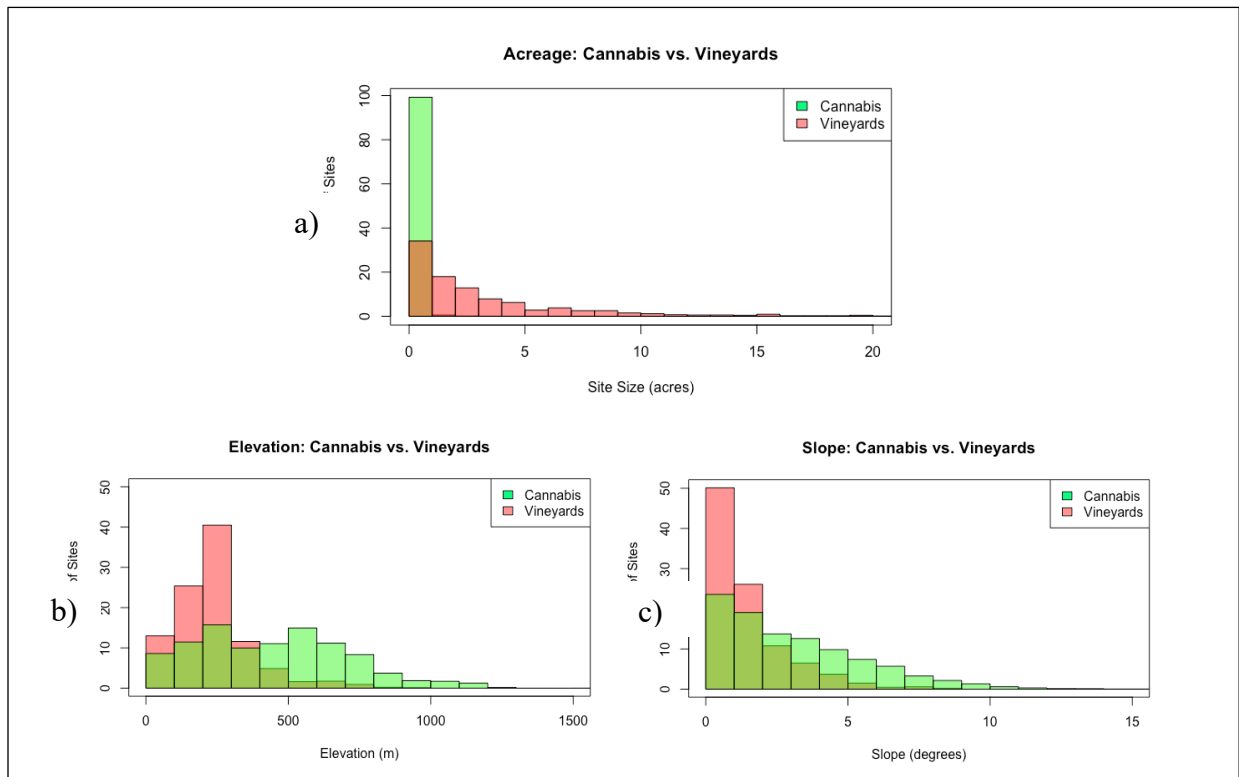 Acreage: Cannabis vs. Vineyards
100
80
60
40
20
0
Sites
a)
Cannabis
Vineyards
0 5 10 15 20
Site Size (acres)
Elevation: Cannabis vs. Vineyards
50
40
30
20
10
0
of Sites
b)
Cannabis
Vineyards
0 500 1000 1500
Elevation (m)
Slope: Cannabis vs. Vineyards
50
40
30
10
0
of Sites
c)
Cannabis
Vineyards
0 5 10 15
Slope (degrees)